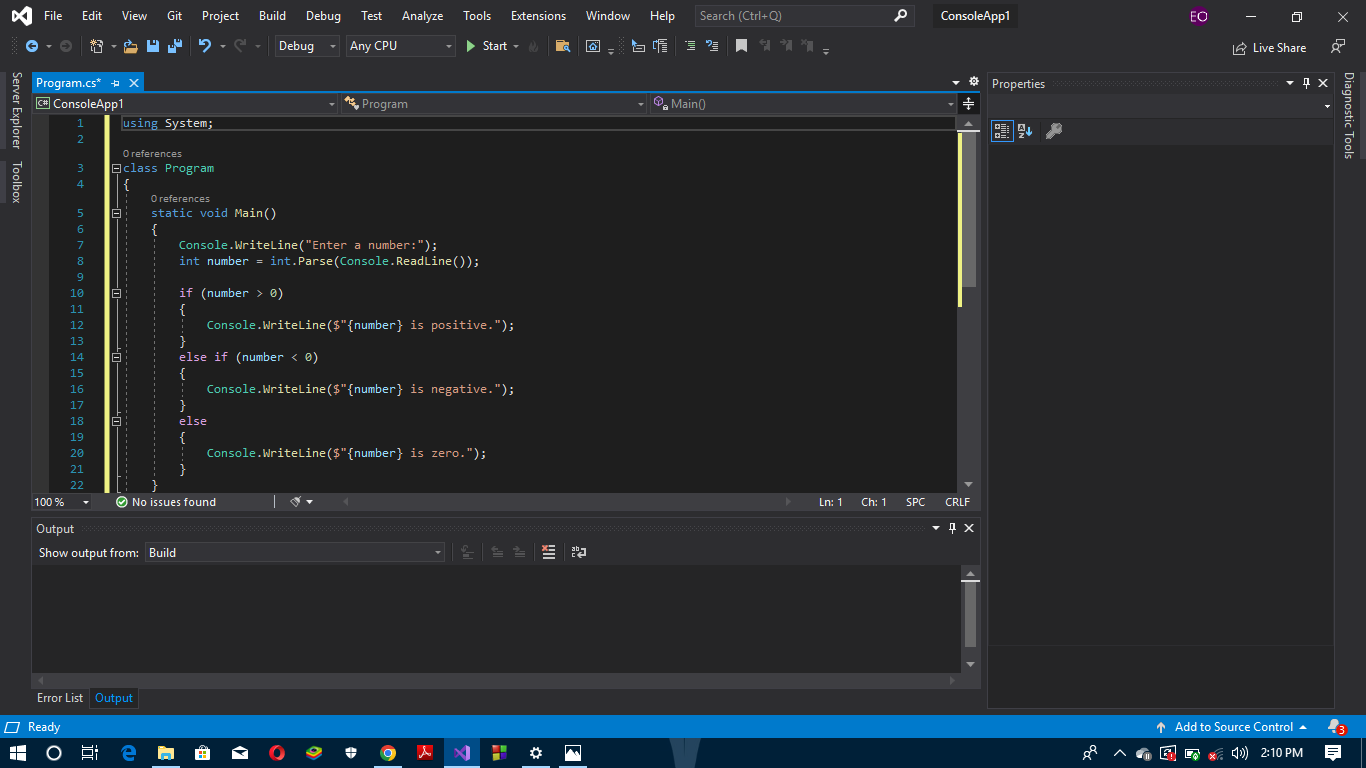 File Edit View Git Project Build Debug Test Analyze Tools Extensions Window Help Search (Ctrl+Q) ConsoleApp1 EO
Debug Any CPU Start Live Share
Server Explorer
Toolbox
Program.cs*
C# ConsoleApp1 Program Main()
1 using System;
2
0 references
3 class Program
4 {
0 references
5 static void Main()
6 {
7 Console.WriteLine("Enter a number:");
8 int number = int.Parse(Console.ReadLine());
9
10 if (number > 0)
11 {
12 Console.WriteLine($"{number} is positive.");
13 }
14 else if (number < 0)
15 {
16 Console.WriteLine($"{number} is negative.");
17 }
18 else
19 {
20 Console.WriteLine($"{number} is zero.");
21 }
22 }
100 % No issues found Ln: 1 Ch: 1 SPC CRLF
Output
Show output from: Build
Error List Output
Properties
Diagnostic Tools
Ready Add to Source Control 3
2:10 PM